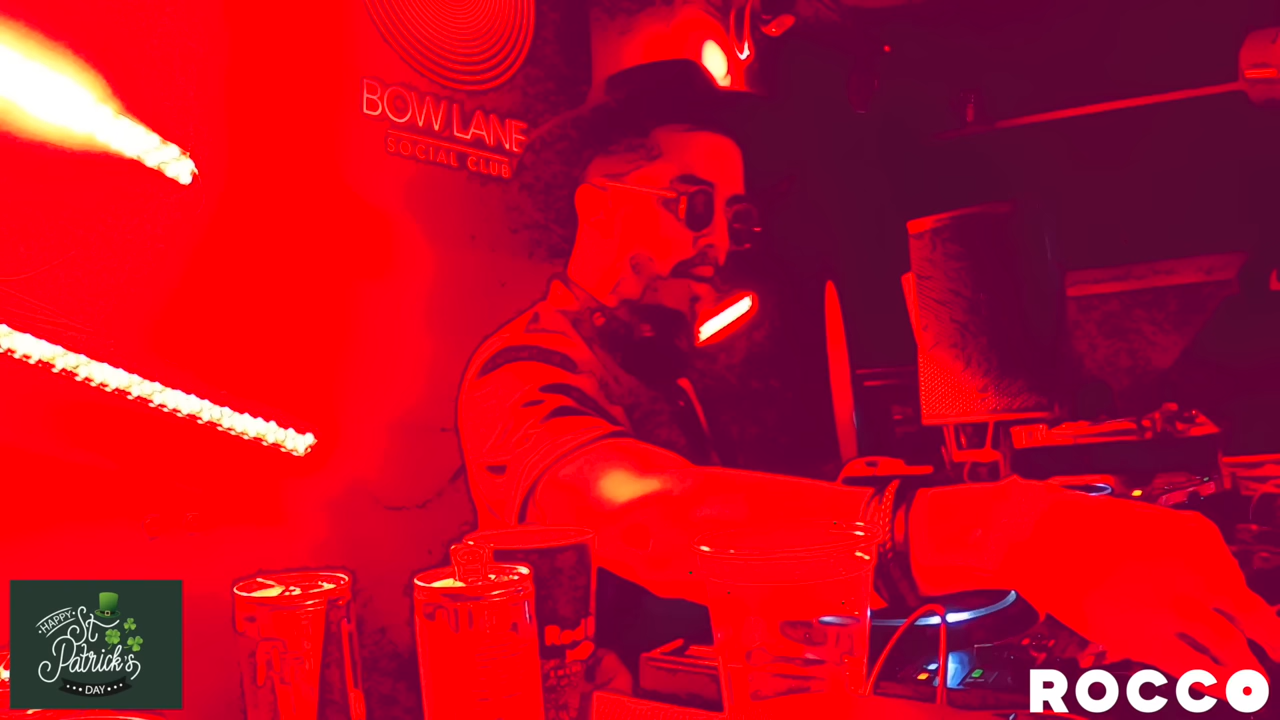 BOW LANE
SOCIAL CLUB
HAPPY
St
Patrick's
DAY
ROCCO